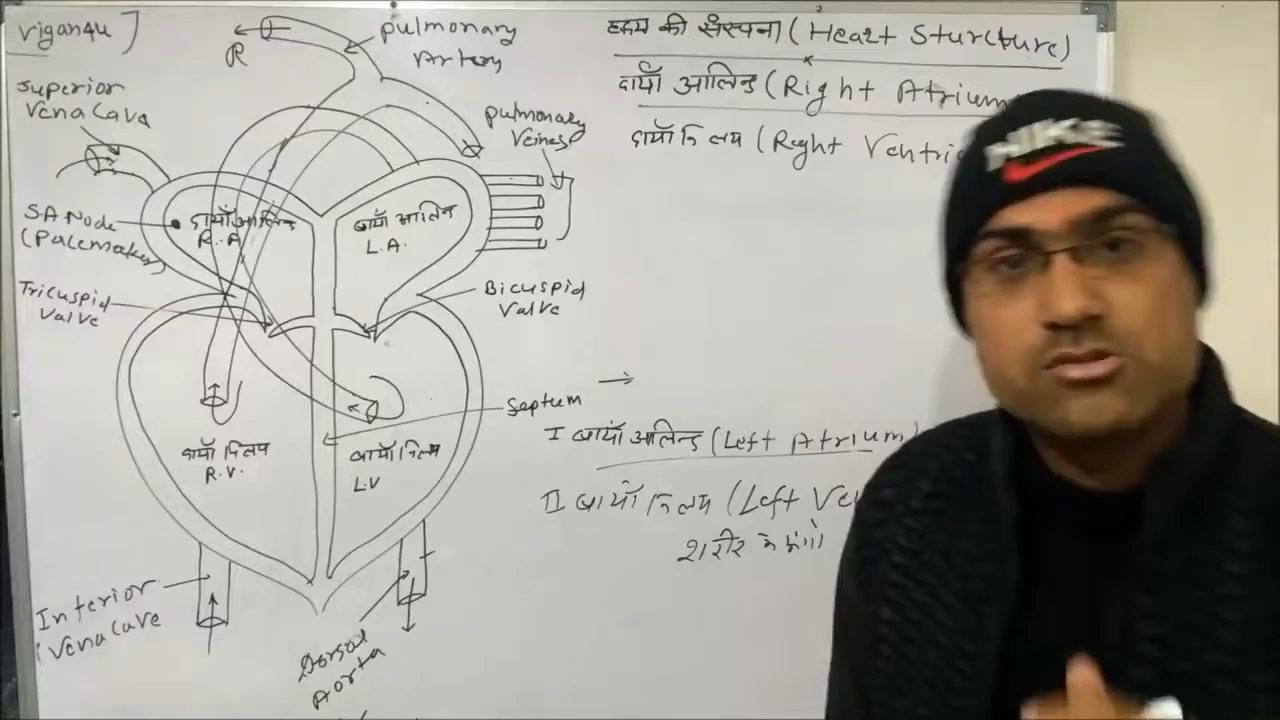 vigan4u
R
pulmonary
Artery
Superior
Vena Cava
pulmonary
Veines
SA Node
(Pacemaker)
दायाँ आलिन्द
R.A
बायाँ आलिन्द
L.A.
Tricuspid
Valve
Bicuspid
Valve
Septum
दायाँ निलय
R.V.
बायाँ निलय
L.V
Interior
Vena Cave
Dorsal
Aorta
हृदय की संरचना (Heart Sturcture)
दायाँ आलिन्द (Right Atrium
दायाँ निलय (Right Ventri
→
I बायाँ आलिन्द (Left Atrium)
II बायाँ निलय (Left Ve
शरीर के अंगो
NIKE